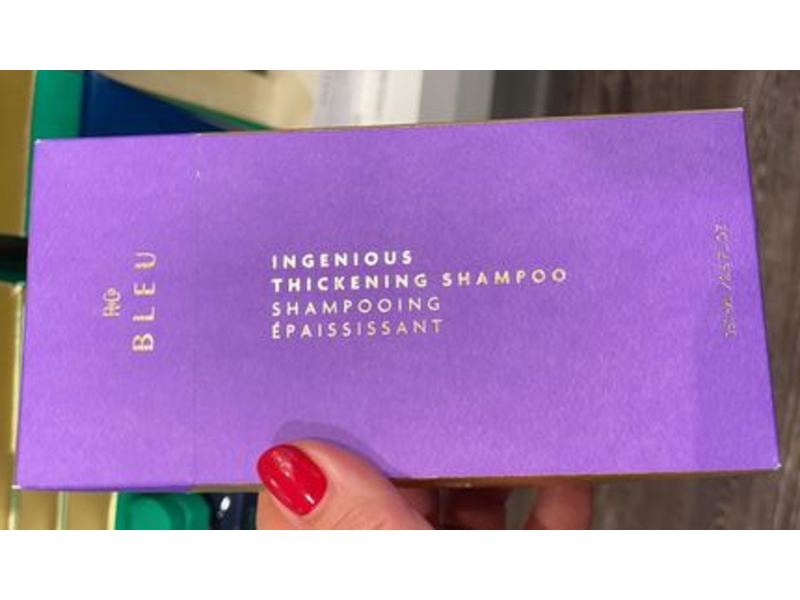 BLEU
INGENIOUS
THICKENING SHAMPOO
SHAMPOOING
ÉPAISSISSANT